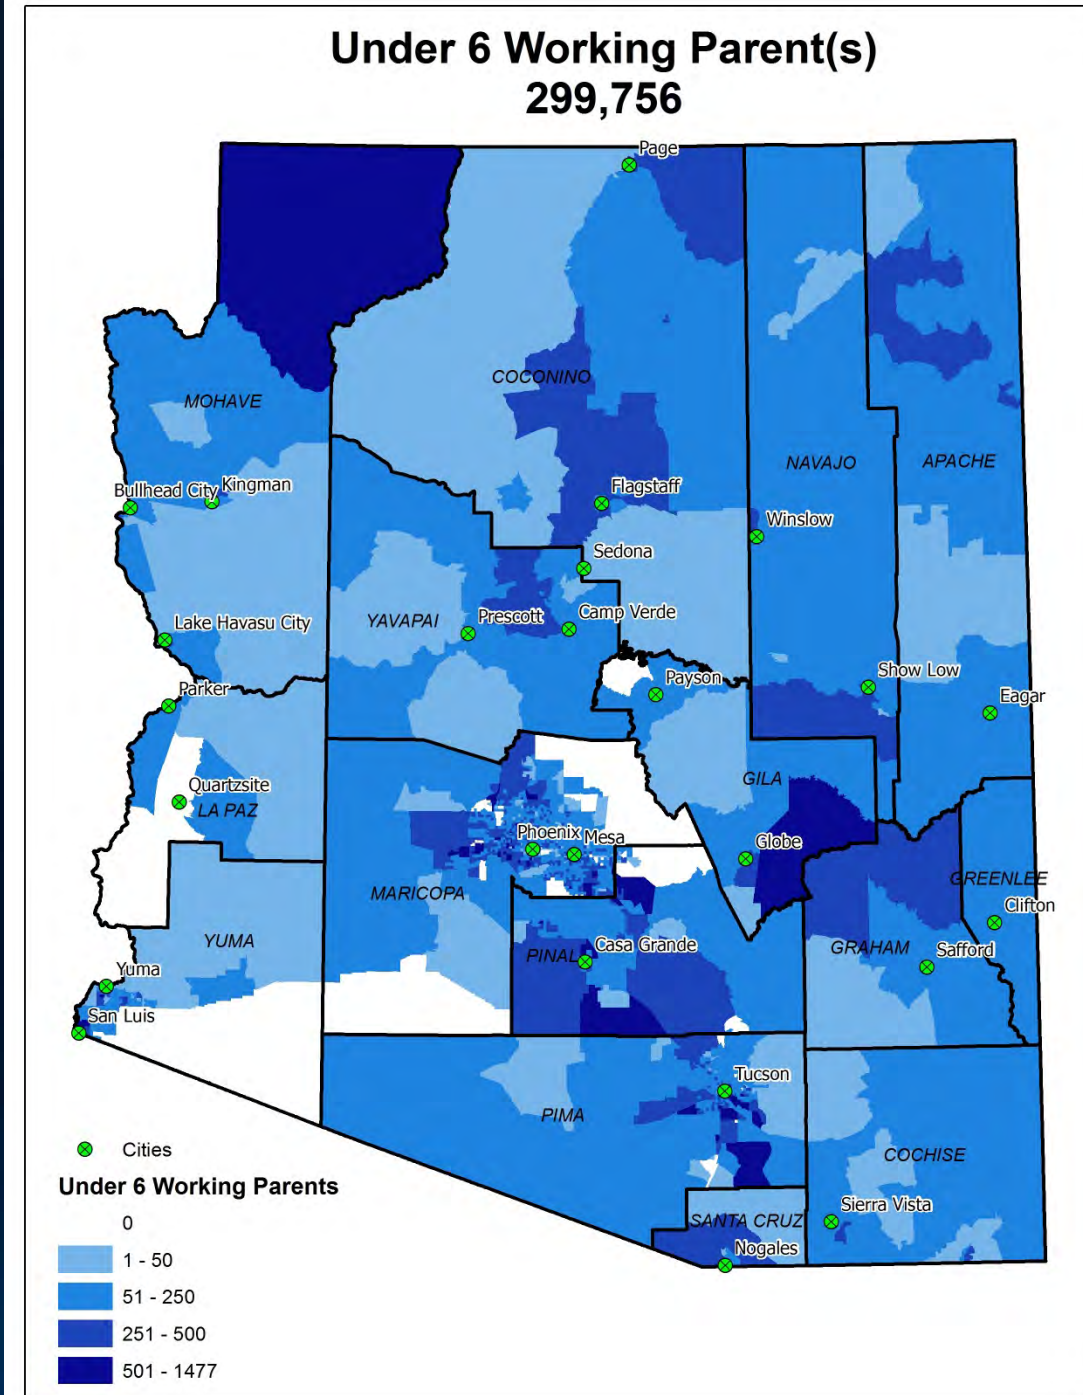 Under 6 Working Parent(s)
299,756
Page
COCONINO
MOHAVE
NAVAJO
APACHE
Bullhead City
Kingman
Flagstaff
Winslow
Sedona
Lake Havasu City
YAVAPAI
Prescott
Camp Verde
Parker
Payson
Show Low
Eagar
Quartzsite
LA PAZ
GILA
Phoenix
Mesa
Globe
MARICOPA
GREENLEE
Clifton
YUMA
PINAL
Casa Grande
GRAHAM
Safford
Yuma
San Luis
Tucson
PIMA
COCHISE
Sierra Vista
SANTA CRUZ
Nogales
Cities
Under 6 Working Parents
0
1 - 50
51 - 250
251 - 500
501 - 1477